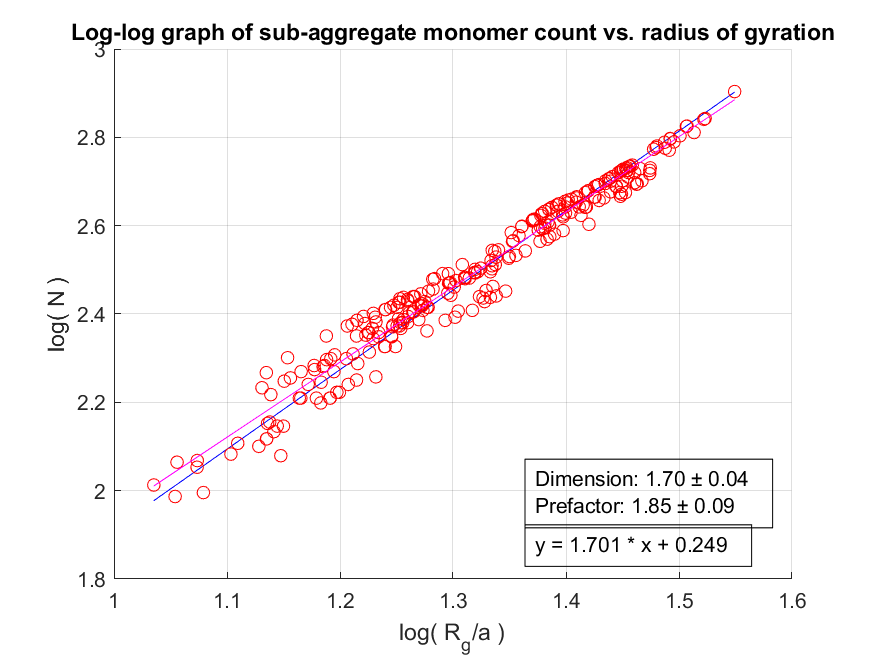 Log-log graph of sub-aggregate monomer count vs. radius of gyration
3
2.8
2.6
2.4
2.2
2
1.8
log( N )
Dimension: 1.70 ± 0.04
Prefactor: 1.85 ± 0.09
y = 1.701 * x + 0.249
1 1.1 1.2 1.3 1.4 1.5 1.6
log( R_g/a )